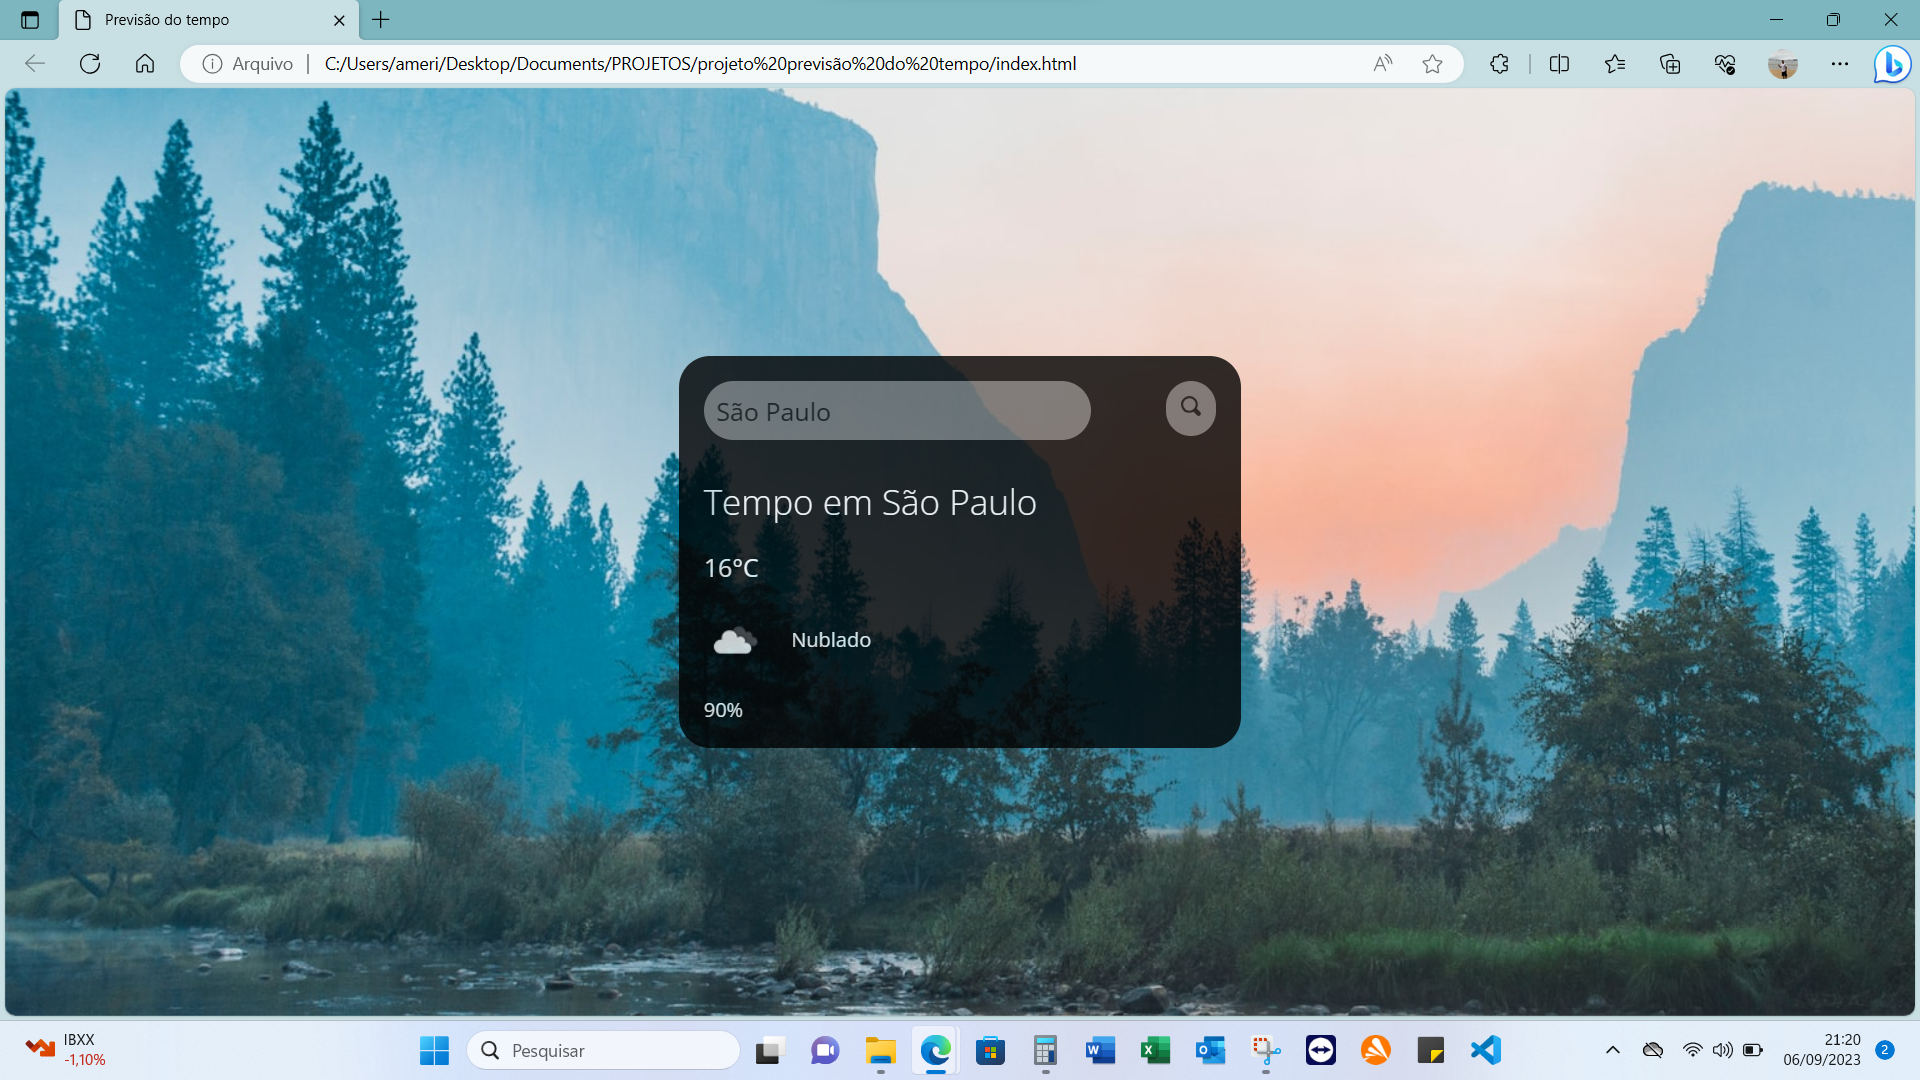 Previsão do tempo
Arquivo
C:/Users/ameri/Desktop/Documents/PROJETOS/projeto%20previsão%20do%20tempo/index.html
São Paulo
Tempo em São Paulo
16°C
Nublado
90%
IBXX
-1,10%
Pesquisar
21:20
06/09/2023
2